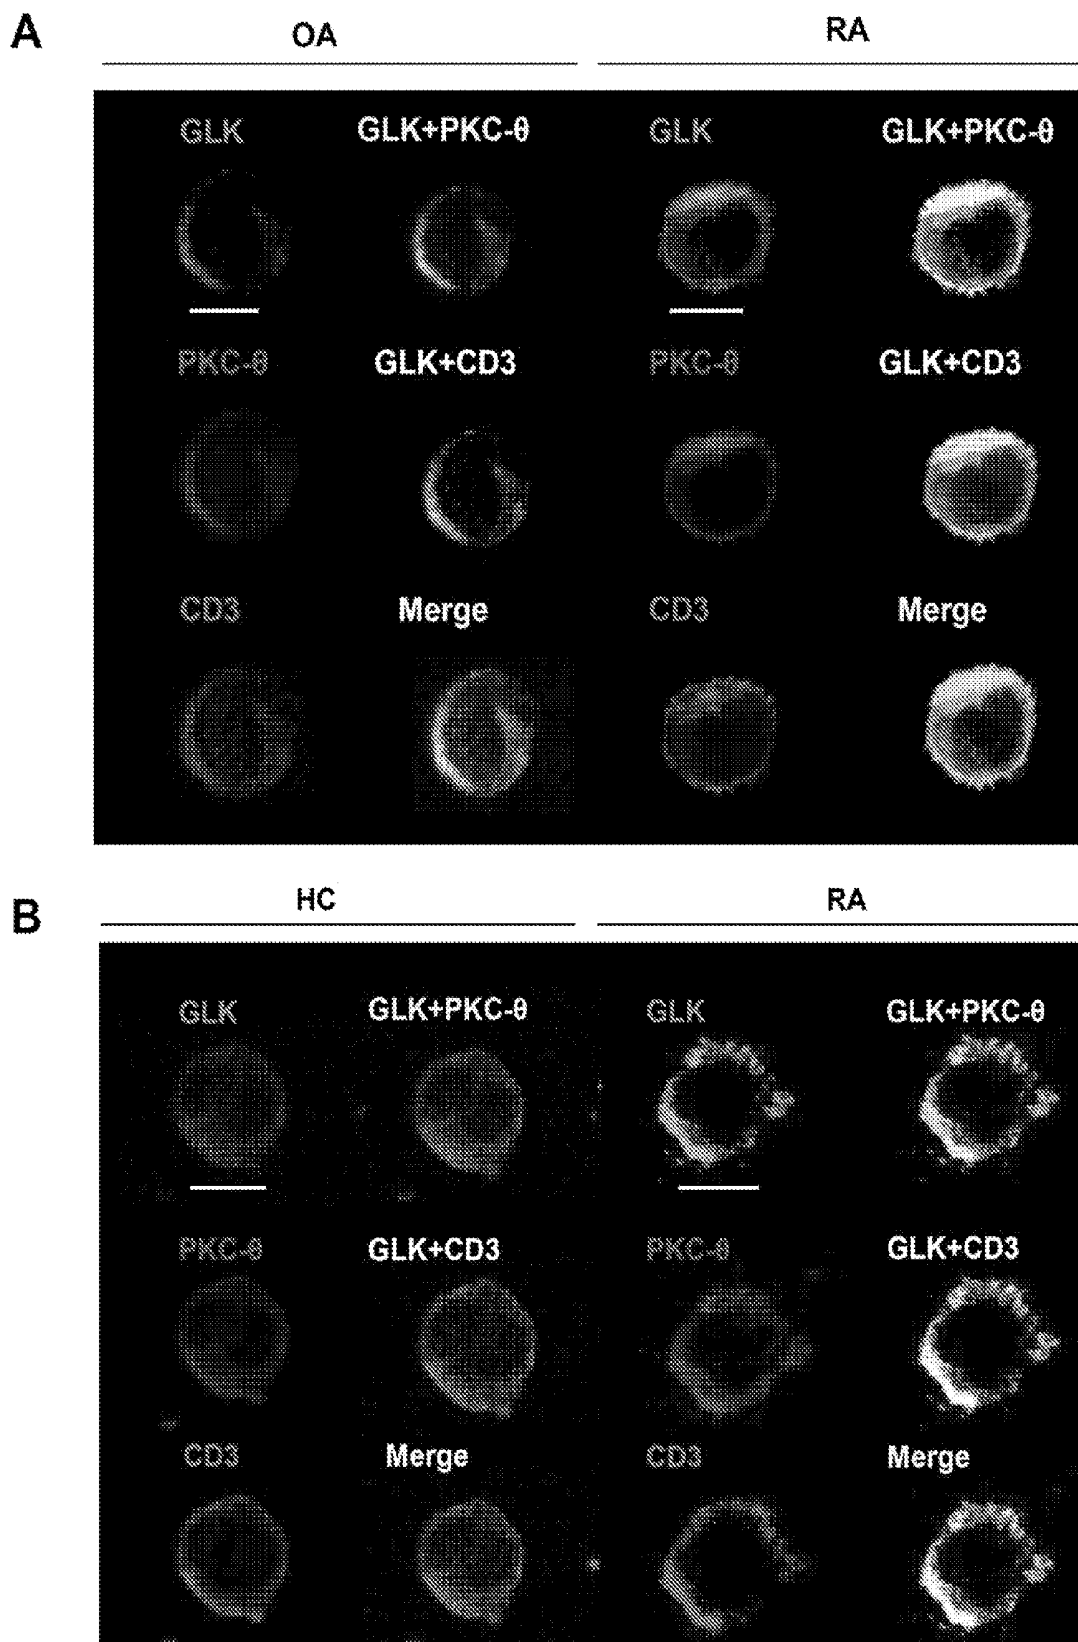 A
OA RA
GLK GLK+PKC-θ GLK GLK+PKC-θ
PKC-θ GLK+CD3 PKC-θ GLK+CD3
CD3 Merge CD3 Merge
B
HC RA
GLK GLK+PKC-θ GLK GLK+PKC-θ
PKC-θ GLK+CD3 PKC-θ GLK+CD3
CD3 Merge CD3 Merge